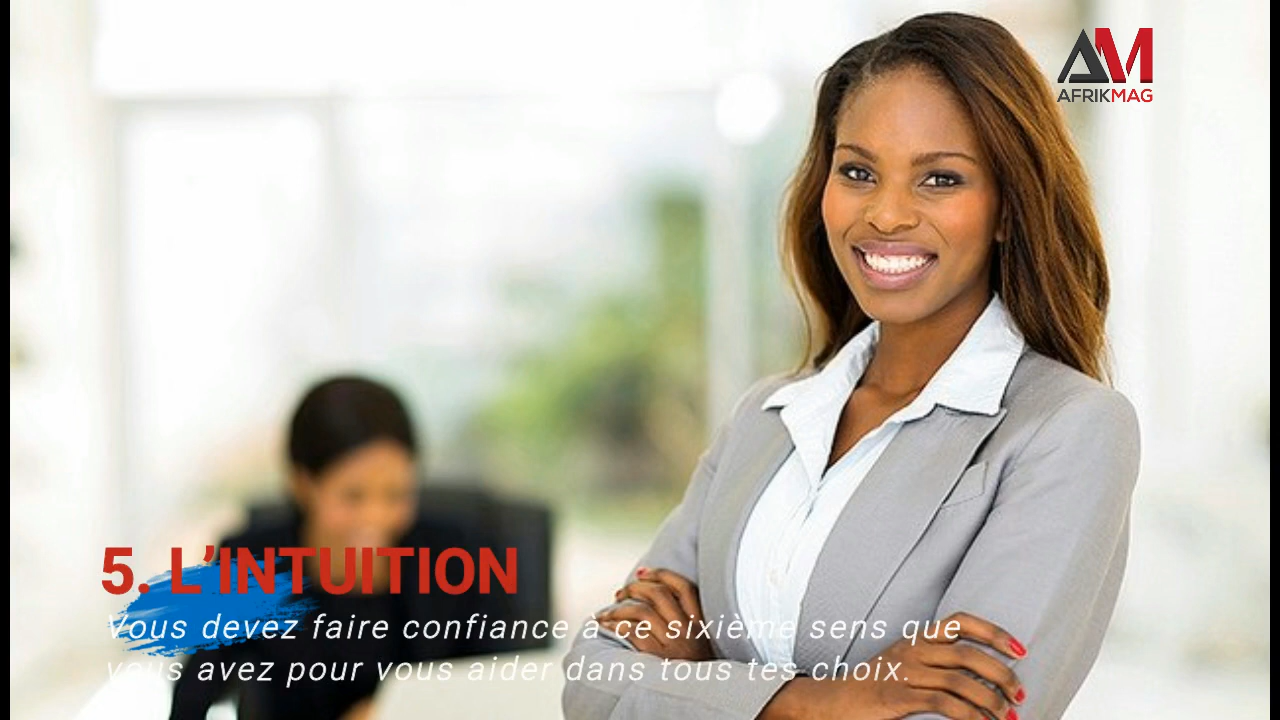 AM
AFRIKMAG
5. L’INTUITION
Vous devez faire confiance à ce sixième sens que
vous avez pour vous aider dans tous tes choix.